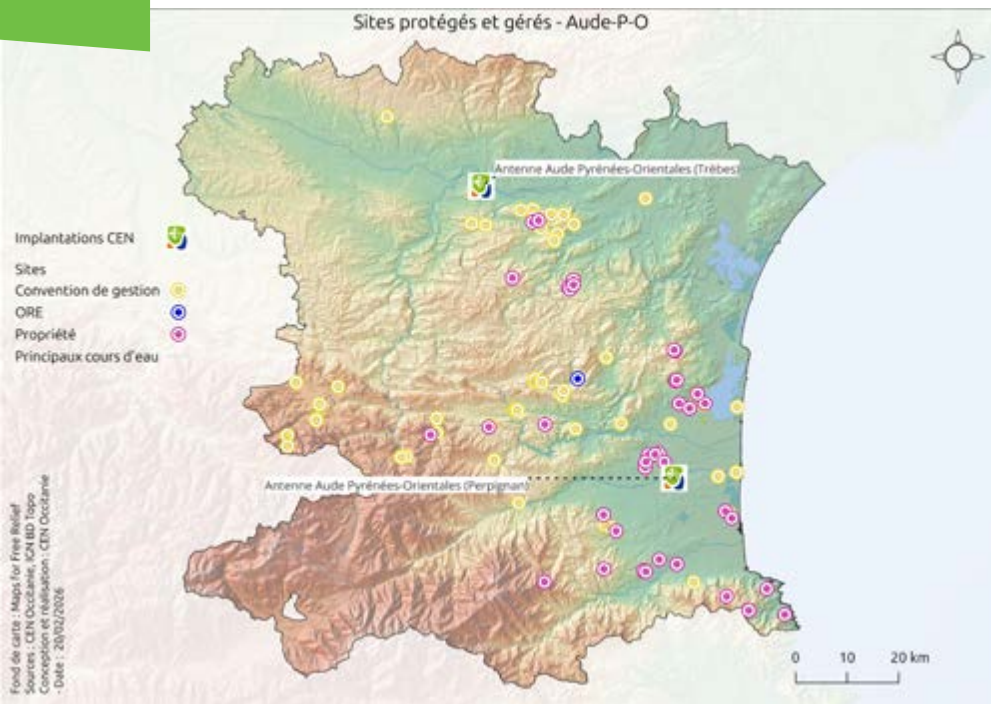 Sites protégés et gérés - Aude-P-O
Antenne Aude Pyrénées-Orientales (Trèbes)
Implantations CEN
Sites
Convention de gestion
ORE
Propriété
Principaux cours d'eau
Antenne Aude Pyrénées-Orientales (Perpignan)
Fond de carte : Maps for Free Relief
Sources : CEN Occitanie, IGN BD Topo
Conception et réalisation : CEN Occitanie
- Date : 20/02/2026
0 10 20 km